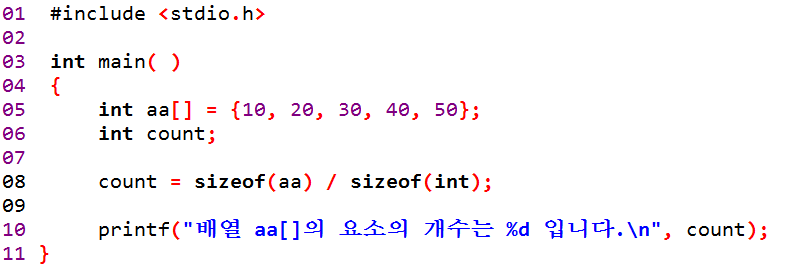 01 #include <stdio.h>
02
03 int main( )
04 {
05 int aa[] = {10, 20, 30, 40, 50};
06 int count;
07
08 count = sizeof(aa) / sizeof(int);
09
10 printf("배열 aa[]의 요소의 개수는 %d 입니다.\n", count);
11 }